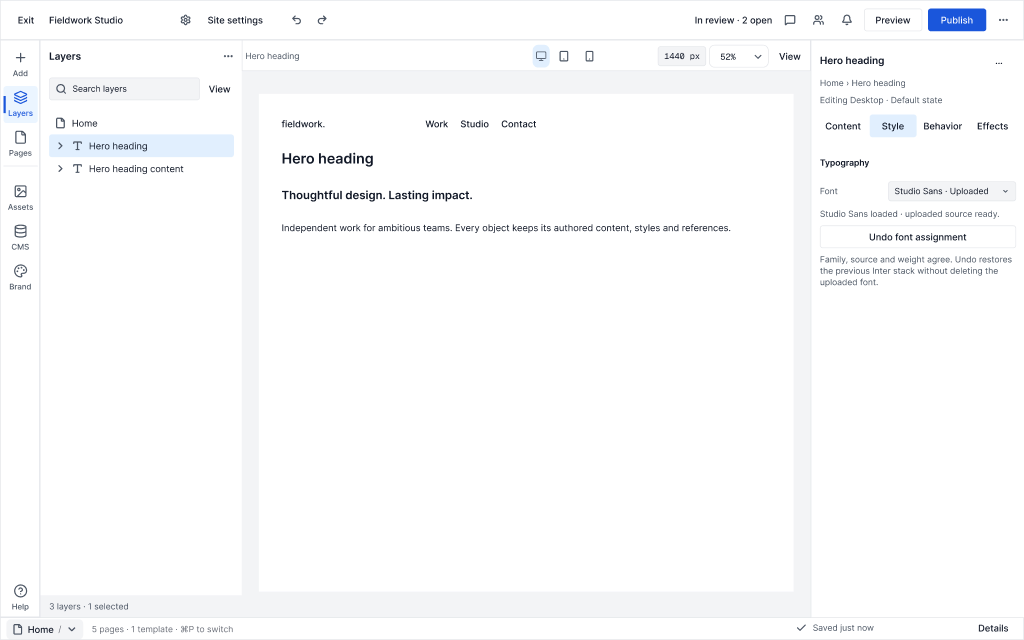 Exit
Fieldwork Studio
Site settings
In review · 2 open
Preview
Publish
Add
Layers
Pages
Assets
CMS
Brand
Help
Layers
Search layers
View
Home
Hero heading
Hero heading content
3 layers · 1 selected
Hero heading
1440 px
52%
View
fieldwork.
Work
Studio
Contact
Hero heading
Thoughtful design. Lasting impact.
Independent work for ambitious teams. Every object keeps its authored content, styles and references.
Hero heading
Home › Hero heading
Editing Desktop · Default state
Content
Style
Behavior
Effects
Typography
Font
Studio Sans · Uploaded
Studio Sans loaded · uploaded source ready.
Undo font assignment
Family, source and weight agree. Undo restores
the previous Inter stack without deleting the
uploaded font.
Home /
5 pages · 1 template · ⌘P to switch
Saved just now
Details